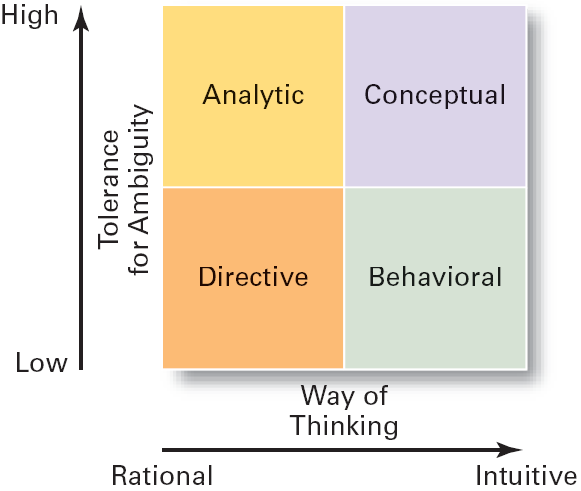 High
Analytic
Conceptual
Tolerance
for Ambiguity
Directive
Behavioral
Low
Way of
Thinking
Rational
Intuitive